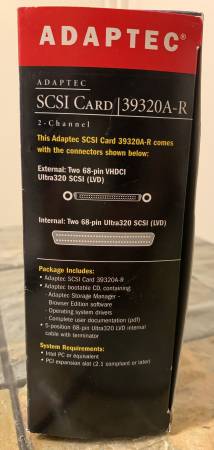 ADAPTEC®
ADAPTEC
SCSI CARD | 39320A-R
2-Channel
This Adaptec SCSI Card 39320A-R comes
with the connectors shown below:
External: Two 68-pin VHDCI
Ultra320 SCSI (LVD)
Internal: Two 68-pin Ultra320 SCSI (LVD)
Package Includes:
• Adaptec SCSI Card 39320A-R
• Adaptec bootable CD, containing:
- Adaptec Storage Manager -
Browser Edition software
- Operating system drivers
- Complete user documentation (pdf)
• 5-position 68-pin Ultra320 LVD internal
cable with terminator
System Requirements:
• Intel PC or equivalent
• PCI expansion slot (2.1 compliant or later)